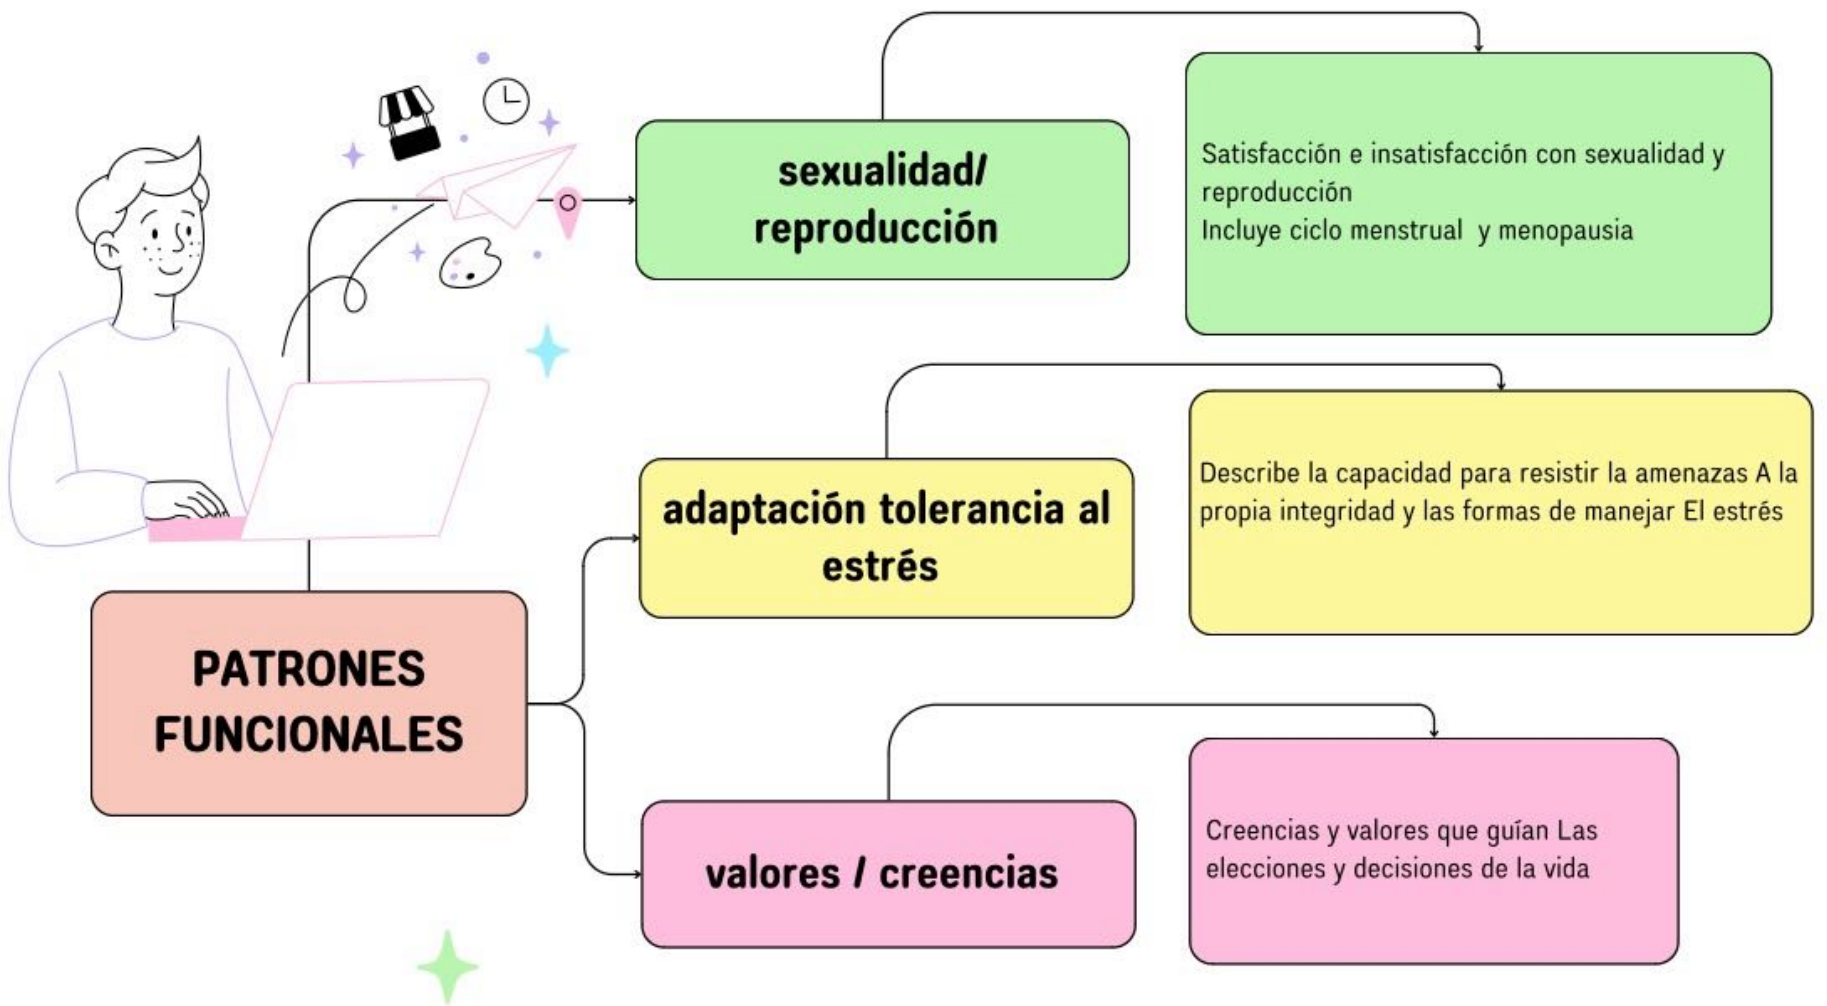 sexualidad/
reproducción
Satisfacción e insatisfacción con sexualidad y
reproducción
Incluye ciclo menstrual  y menopausia
adaptación tolerancia al
estrés
Describe la capacidad para resistir la amenazas A la
propia integridad y las formas de manejar El estrés
PATRONES
FUNCIONALES
valores / creencias
Creencias y valores que guían Las
elecciones y decisiones de la vida